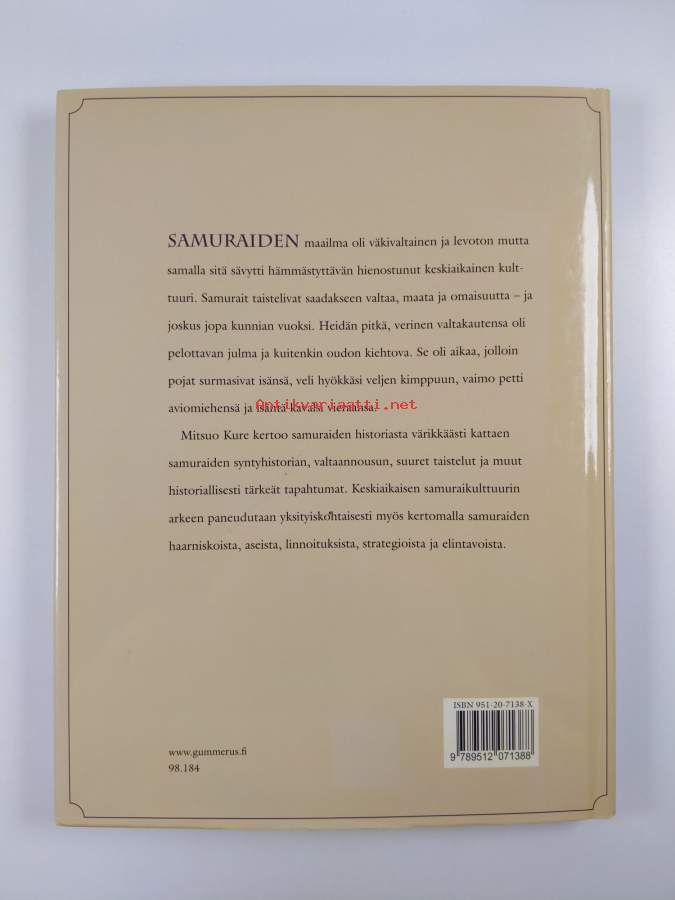 SAMURAIDEN maailma oli väkivaltainen ja levoton mutta
samalla sitä sävytti hämmästyttävän hienostunut keskiaikainen kult-
tuuri. Samurait taistelivat saadakseen valtaa, maata ja omaisuutta – ja
joskus jopa kunnian vuoksi. Heidän pitkä, verinen valtakautensa oli
pelottavan julma ja kuitenkin oudon kiehtova. Se oli aikaa, jolloin
pojat surmasivat isänsä, veli hyökkäsi veljen kimppuun, vaimo petti
Antikvariaatti.net
aviomiehensä ja isäntä kavalsi vieraansa.
Mitsuo Kure kertoo samuraiden historiasta värikkäästi kattaen
samuraiden syntyhistorian, valtaannousun, suuret taistelut ja muut
historiallisesti tärkeät tapahtumat. Keskiaikaisen samuraikulttuurin
arkeen paneudutaan yksityiskohtaisesti myös kertomalla samuraiden
haarniskoista, aseista, linnoituksista, strategioista ja elintavoista.
ISBN 951-20-7138-X
9 789512 071388
www.gummerus.fi
98.184